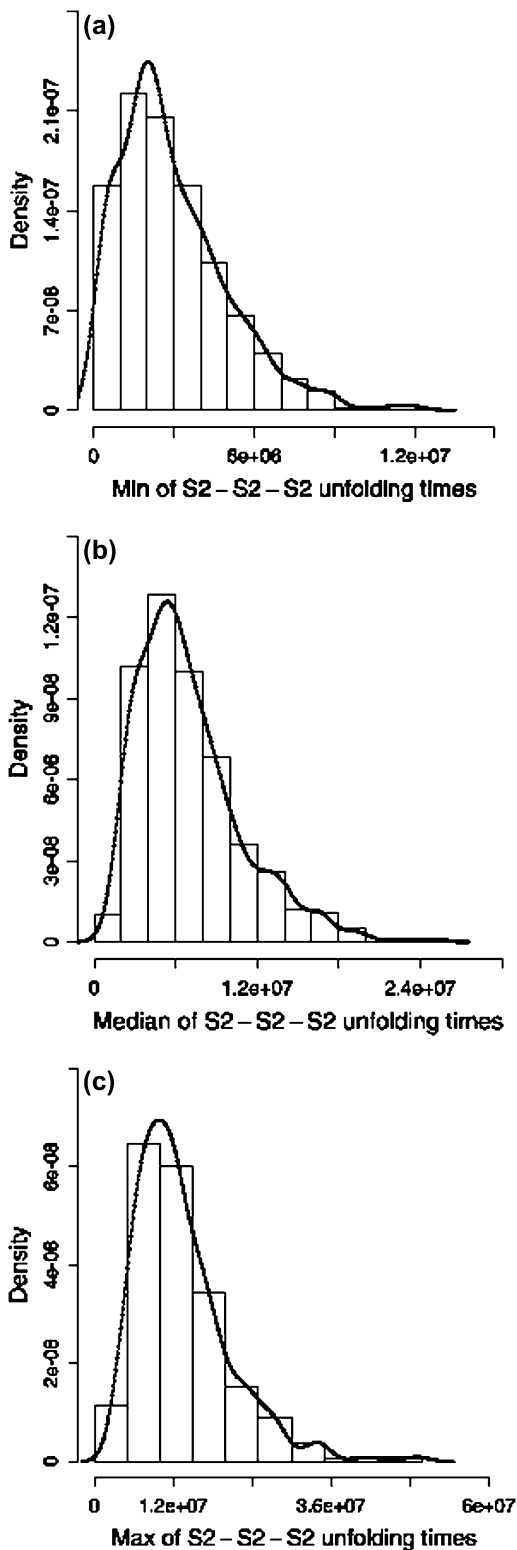 (a)
2.1e-07
1.4e-07
7e-08
0
Density
0 6e+06 1.2e+07
Min of S2 – S2 – S2 unfolding times
(b)
1.2e-07
9e-08
6e-08
3e-08
0
Density
0 1.2e+07 2.4e+07
Median of S2 – S2 – S2 unfolding times
(c)
6e-08
4e-08
2e-08
0
Density
0 1.2e+07 3.6e+07 6e+07
Max of S2 – S2 – S2 unfolding times